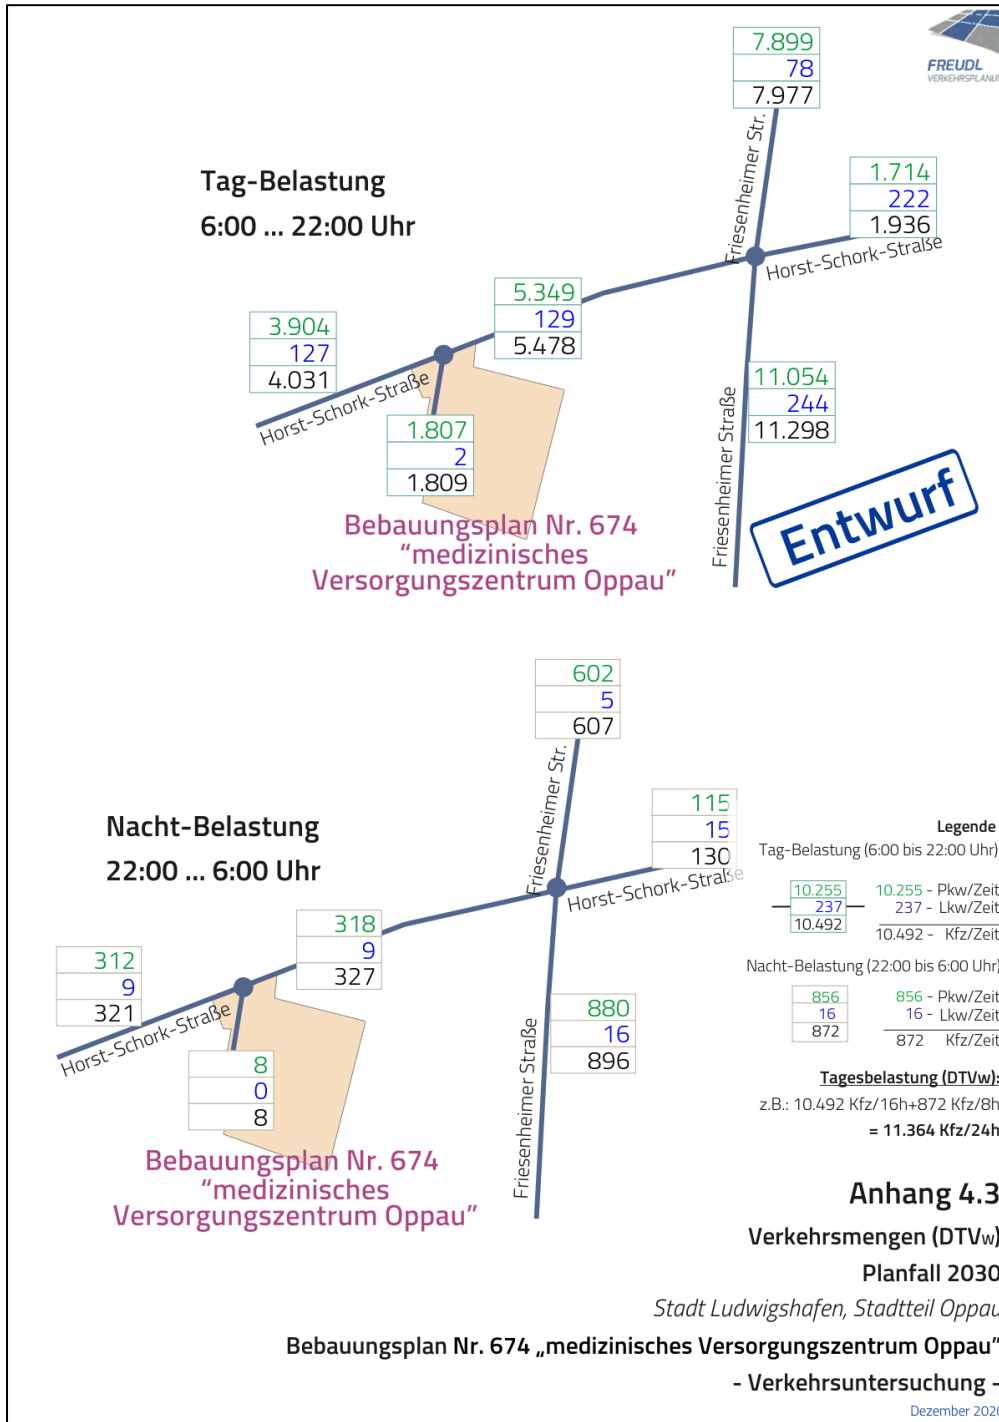 FREUDL
VERKEHRSPLANU
7.899
78
7.977
Friesenheimer Str.
Tag-Belastung
6:00 ... 22:00 Uhr
1.714
222
1.936
Horst-Schork-Straße
5.349
129
5.478
3.904
127
4.031
Horst-Schork-Straße
11.054
244
11.298
Friesenheimer Straße
1.807
2
1.809
Entwurf
Bebauungsplan Nr. 674
“medizinisches
Versorgungszentrum Oppau”
602
5
607
Friesenheimer Str.
Nacht-Belastung
22:00 ... 6:00 Uhr
115
15
130
Horst-Schork-Straße
318
9
327
312
9
321
Horst-Schork-Straße
880
16
896
Friesenheimer Straße
8
0
8
Bebauungsplan Nr. 674
“medizinisches
Versorgungszentrum Oppau”
Legende
Tag-Belastung (6:00 bis 22:00 Uhr)
10.255 10.255 - Pkw/Zeit
237 237 - Lkw/Zeit
10.492 10.492 - Kfz/Zeit
Nacht-Belastung (22:00 bis 6:00 Uhr)
856 856 - Pkw/Zeit
16 16 - Lkw/Zeit
872 872 Kfz/Zeit
Tagesbelastung (DTVw):
z.B.: 10.492 Kfz/16h+872 Kfz/8h
= 11.364 Kfz/24h
Anhang 4.3
Verkehrsmengen (DTVw)
Planfall 2030
Stadt Ludwigshafen, Stadtteil Oppau
Bebauungsplan Nr. 674 „medizinisches Versorgungszentrum Oppau”
- Verkehrsuntersuchung -
Dezember 2020